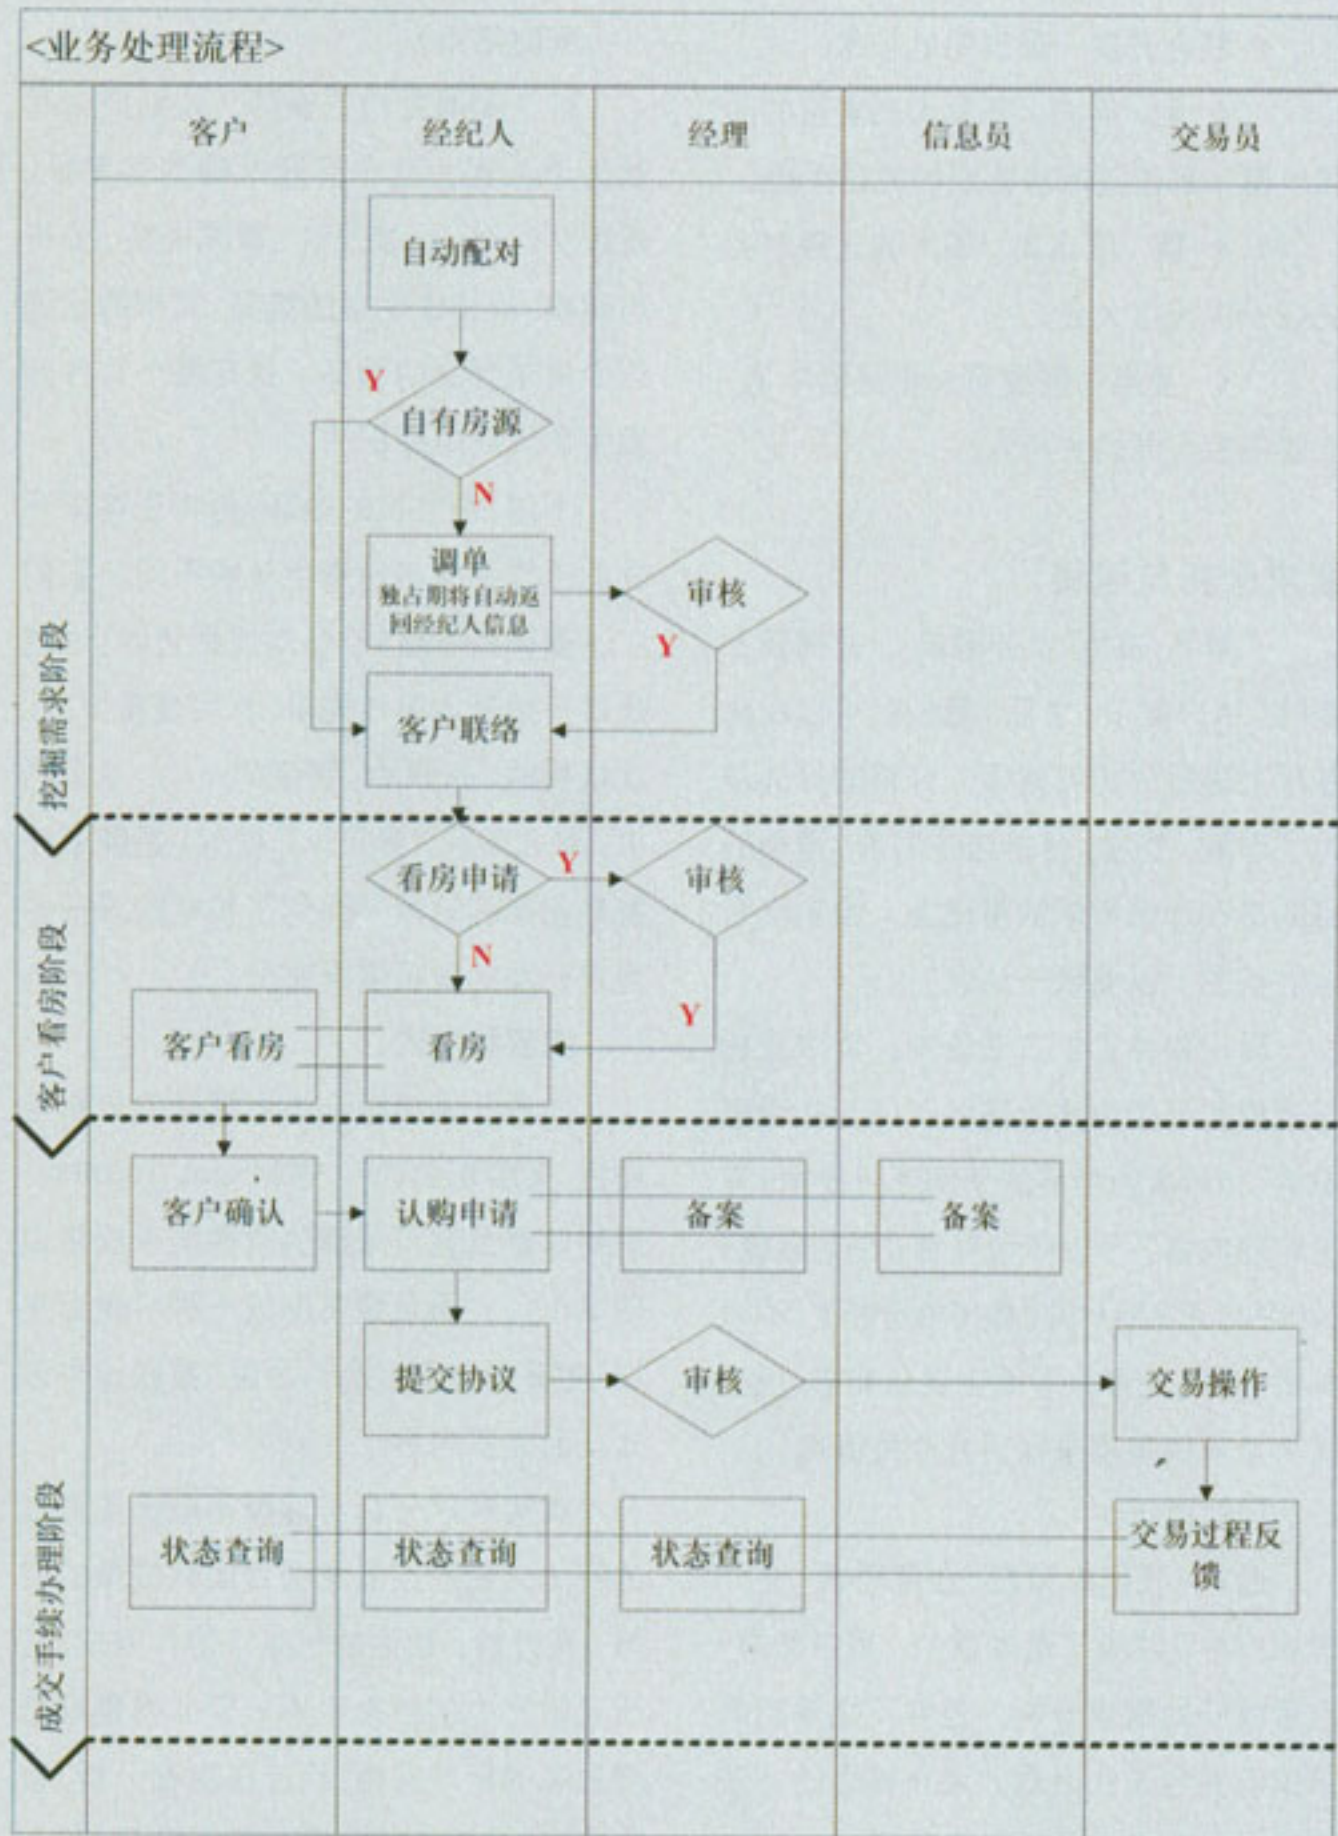 <业务处理流程>
客户 经纪人 经理 信息员 交易员
自动配对
Y
自有房源
N
调单
独占期将自动返
回经纪人信息
审核
Y
客户联络
挖掘需求阶段
看房申请
Y
审核
N
Y
客户看房
看房
客户看房阶段
客户确认
认购申请
备案
备案
提交协议
审核
交易操作
状态查询
状态查询
状态查询
交易过程反
馈
成交手续办理阶段